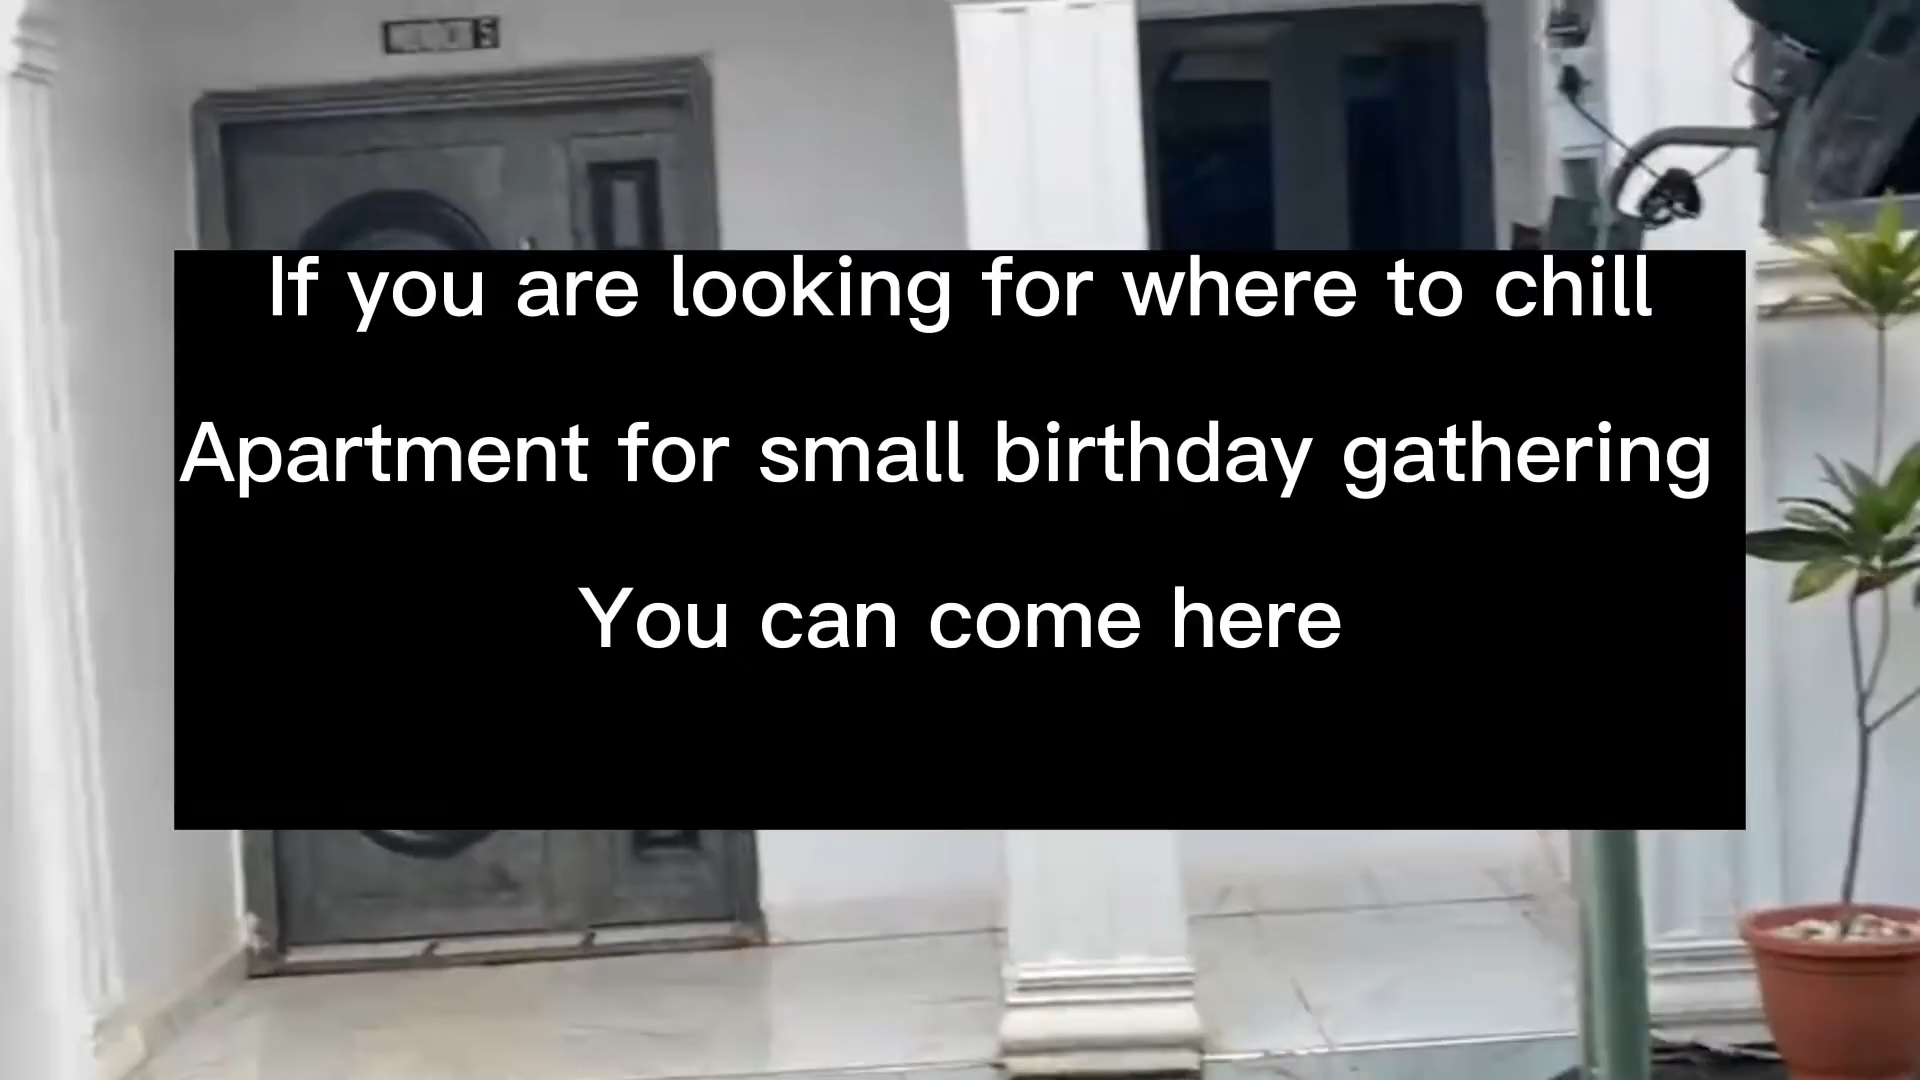 If you are looking for where to chill
Apartment for small birthday gathering
You can come here